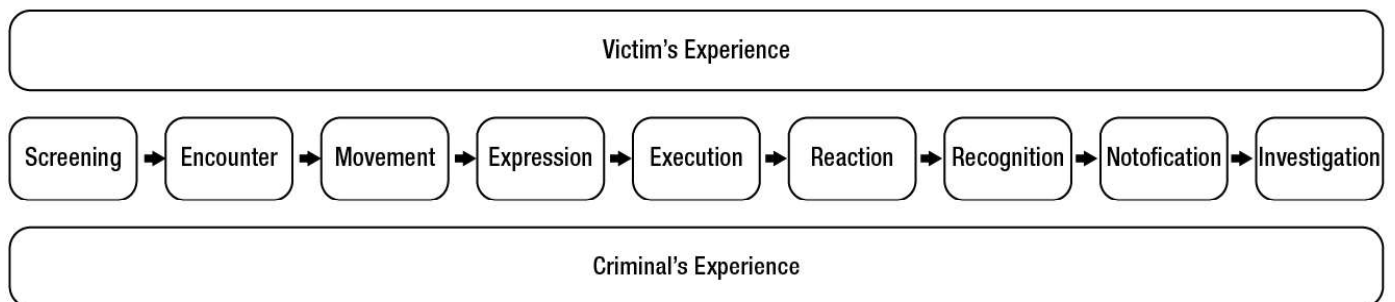 Victim's Experience
Screening Encounter Movement Expression Execution Reaction Recognition Notofication Investigation
Criminal's Experience